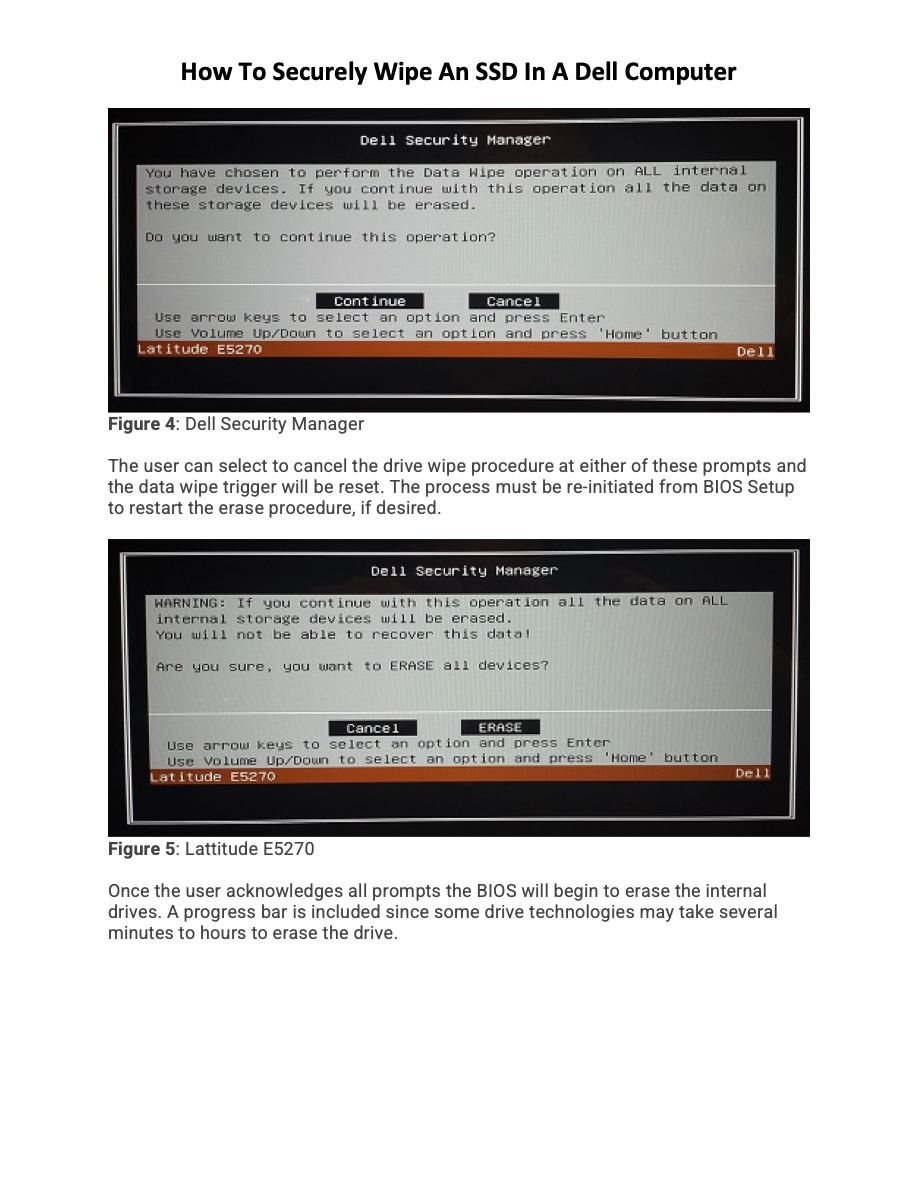 How To Securely Wipe An SSD In A Dell Computer
Dell Security Manager
You have chosen to perform the Data Wipe operation on ALL internal
storage devices. If you continue with this operation all the data on
these storage devices will be erased.
Do you want to continue this operation?
Continue Cancel
Use arrow keys to select an option and press Enter
Use Volume Up/Down to select an option and press 'Home' button
Latitude E5270 Dell
Figure 4: Dell Security Manager
The user can select to cancel the drive wipe procedure at either of these prompts and
the data wipe trigger will be reset. The process must be re-initiated from BIOS Setup
to restart the erase procedure, if desired.
Dell Security Manager
WARNING: If you continue with this operation all the data on ALL
internal storage devices will be erased.
You will not be able to recover this data!
Are you sure, you want to ERASE all devices?
Cancel ERASE
Use arrow keys to select an option and press Enter
Use Volume Up/Down to select an option and press 'Home' button
Latitude E5270 Dell
Figure 5: Lattitude E5270
Once the user acknowledges all prompts the BIOS will begin to erase the internal
drives. A progress bar is included since some drive technologies may take several
minutes to hours to erase the drive.